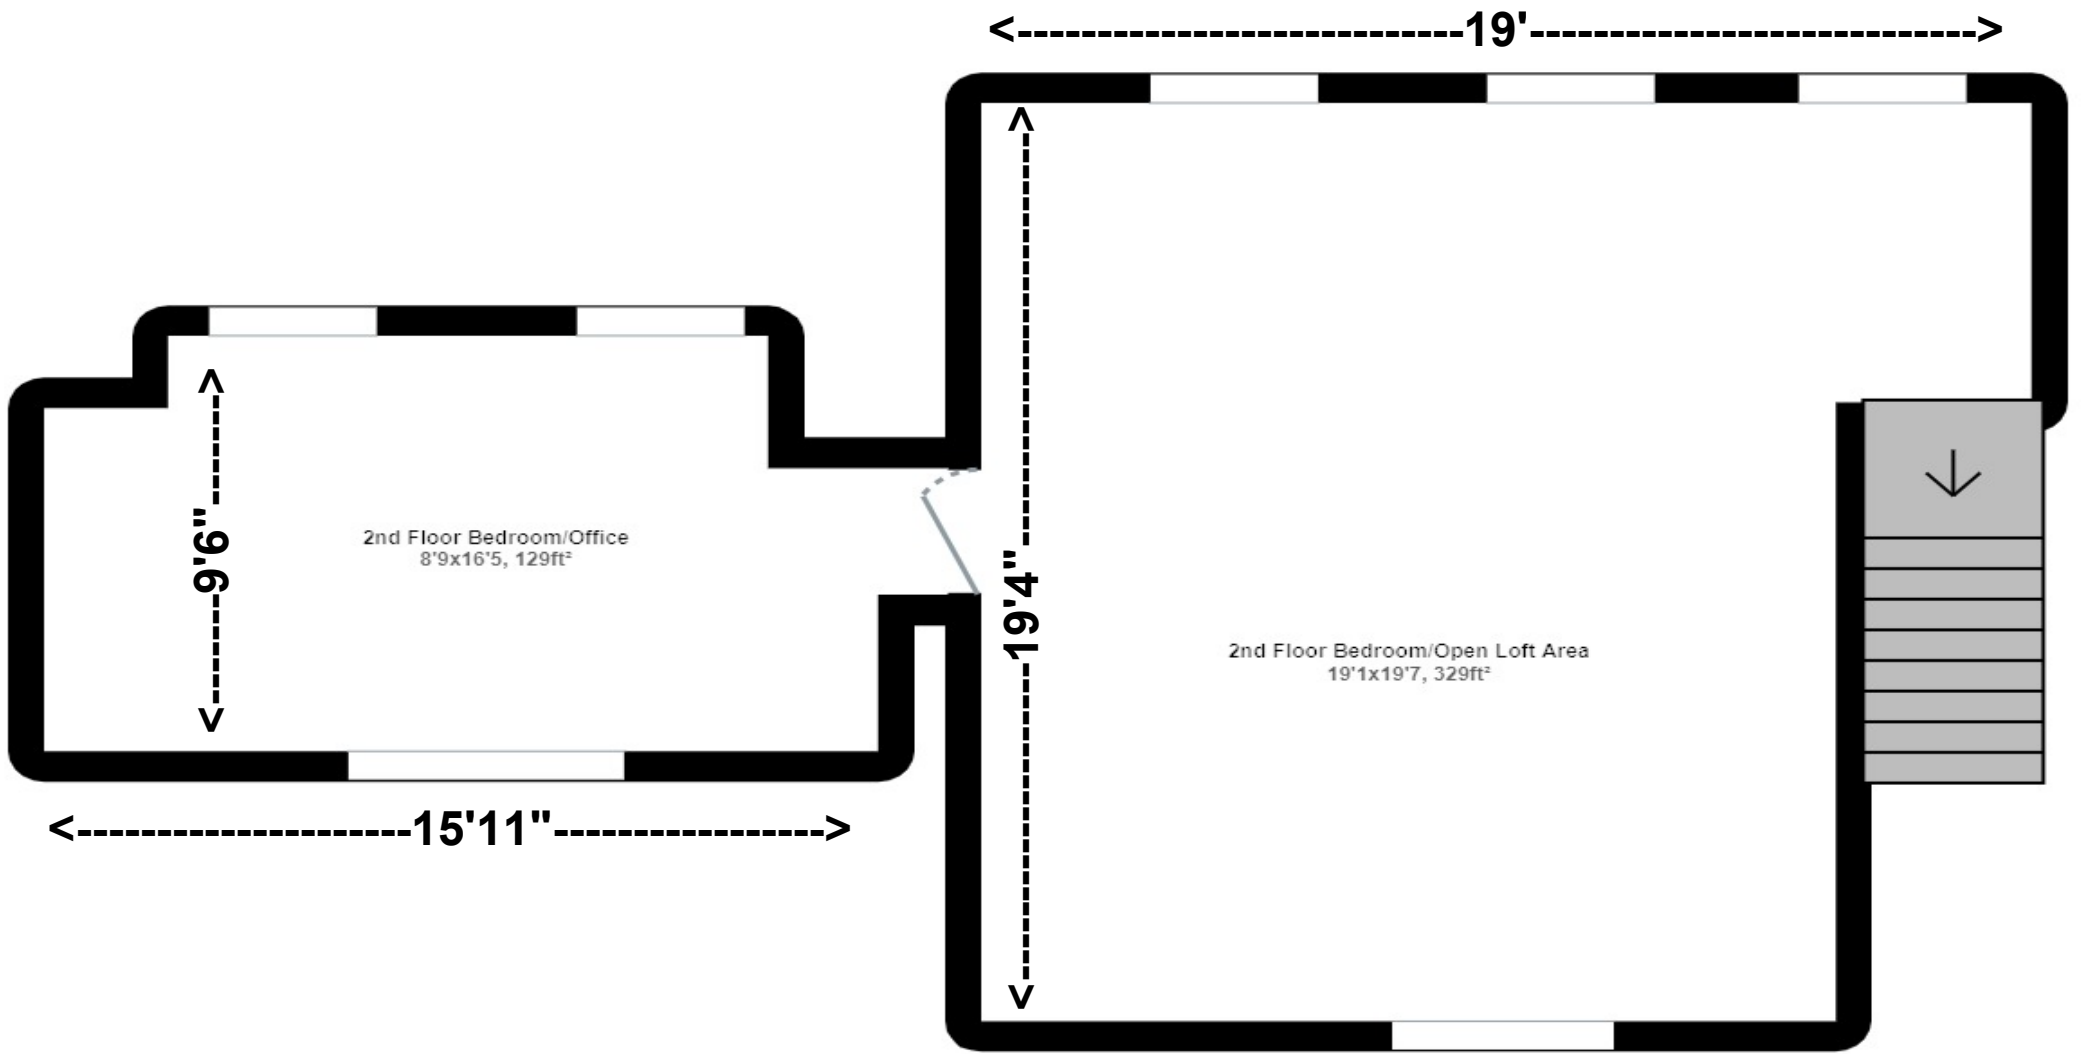 <----------------------------19'---------------------------->
2nd Floor Bedroom/Office
8'9x16'5, 129ft²
9'6"
19'4"
2nd Floor Bedroom/Open Loft Area
19'1x19'7, 329ft²
<---------------------15'11"----------------->